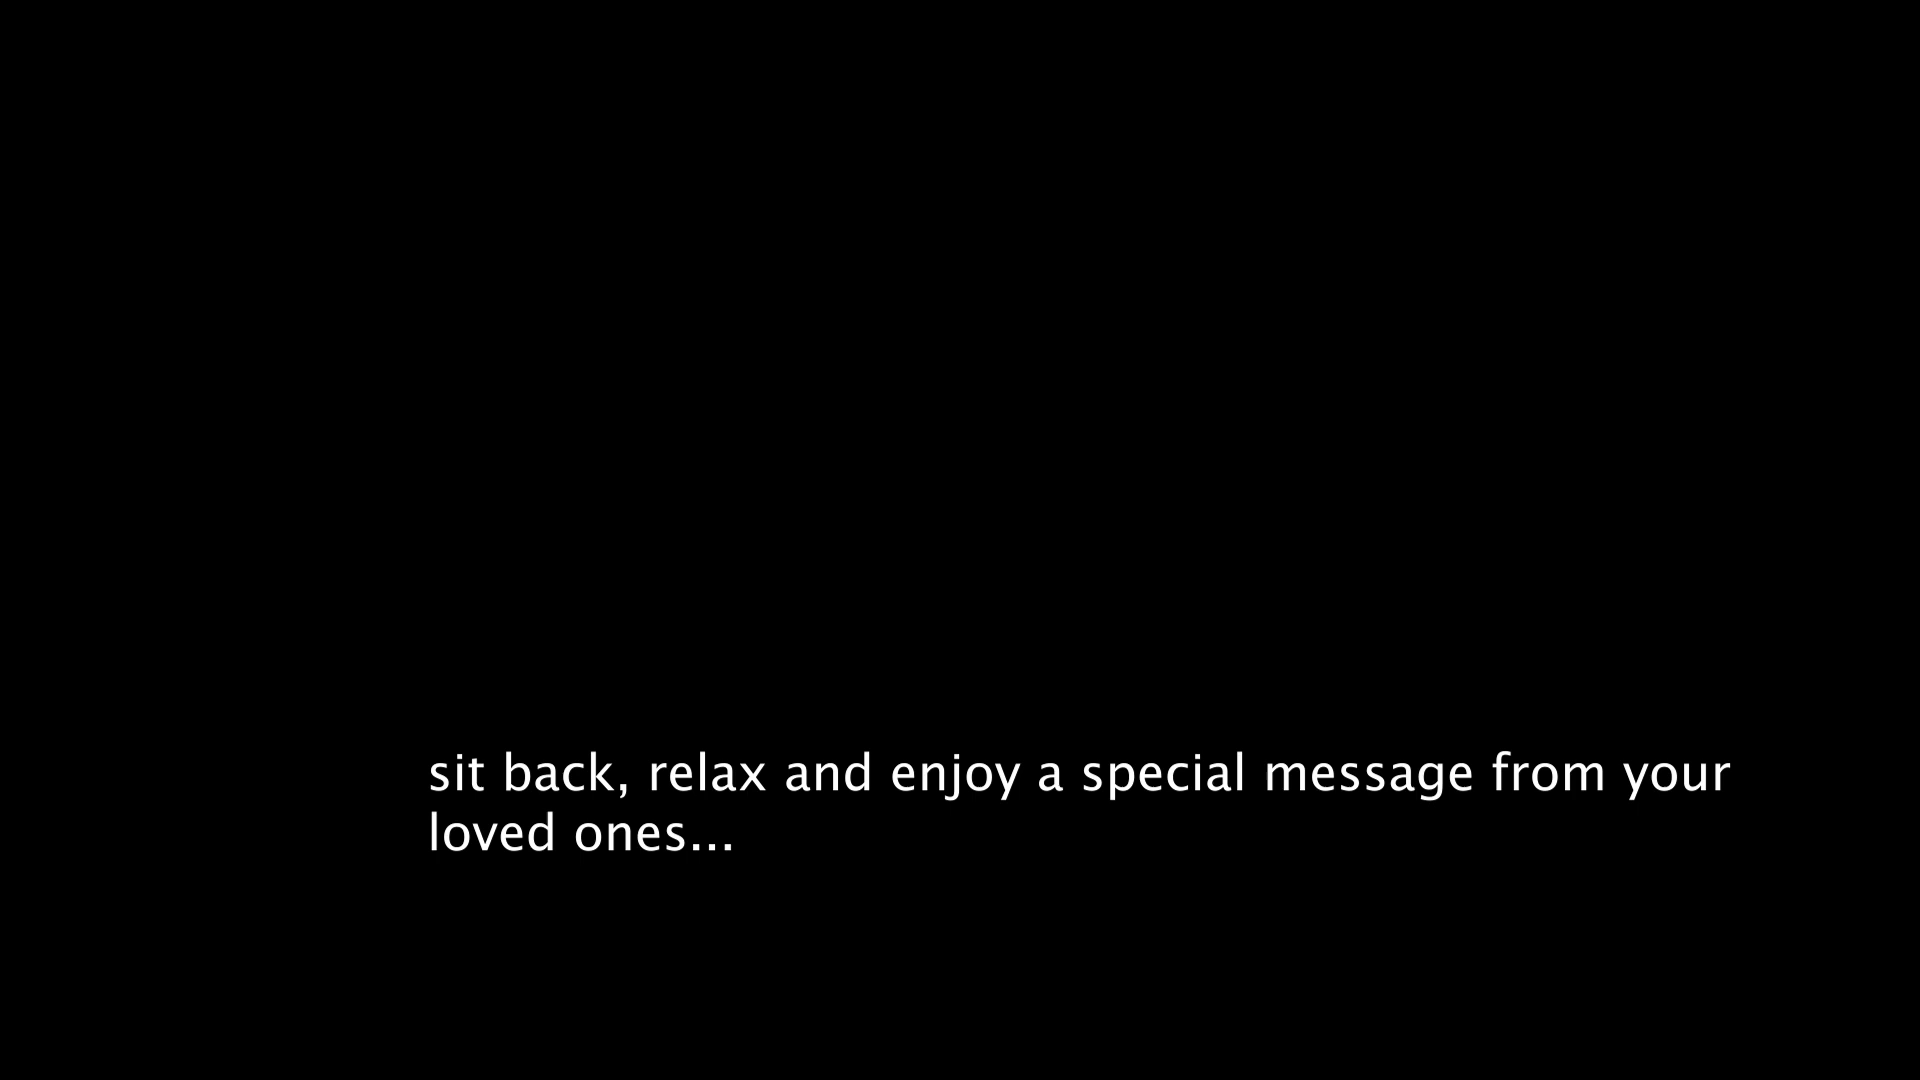 sit back, relax and enjoy a special message from your
loved ones...